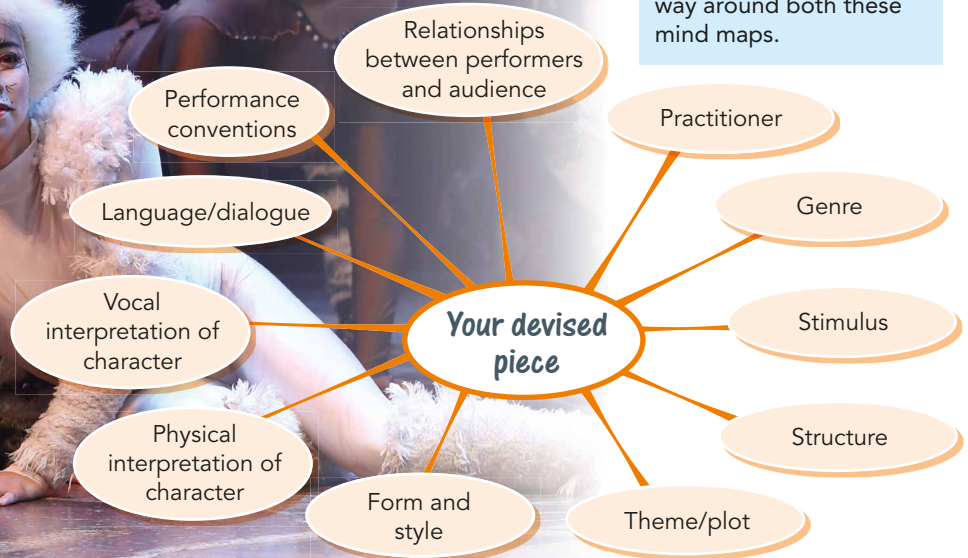 way around both these
mind maps.
Relationships
between performers
and audience
Practitioner
Genre
Stimulus
Structure
Theme/plot
Form and
style
Physical
interpretation of
character
Vocal
interpretation of
character
Language/dialogue
Performance
conventions
Your devised
piece